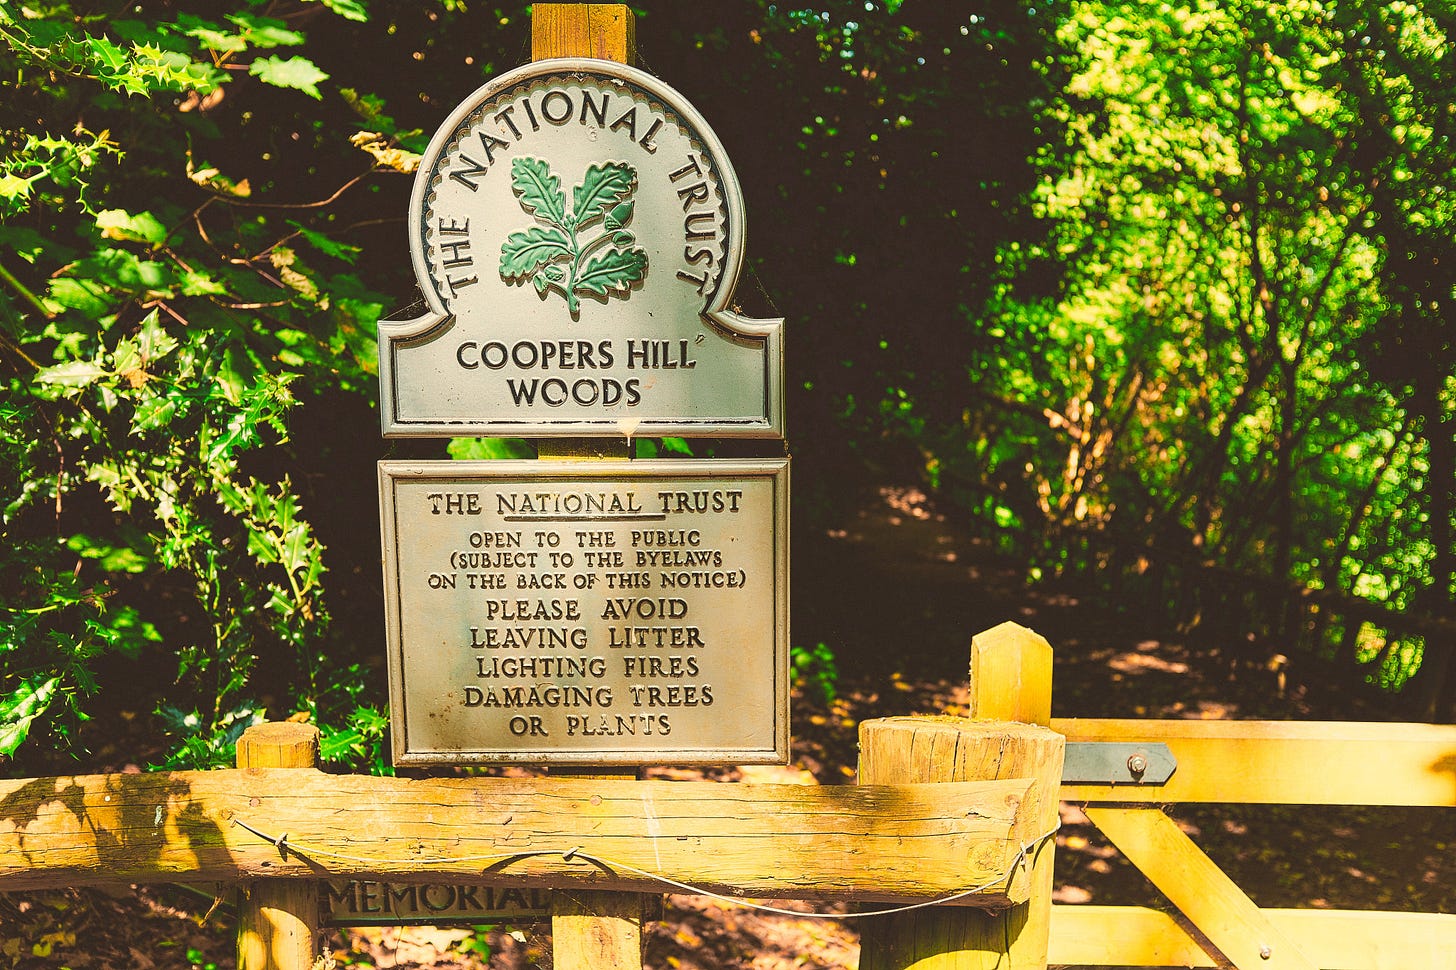 THE NATIONAL TRUST
COOPERS HILL
WOODS
THE NATIONAL TRUST
OPEN TO THE PUBLIC
(SUBJECT TO THE BYELAWS
ON THE BACK OF THIS NOTICE)
PLEASE AVOID
LEAVING LITTER
LIGHTING FIRES
DAMAGING TREES
OR PLANTS
MEMORIAL